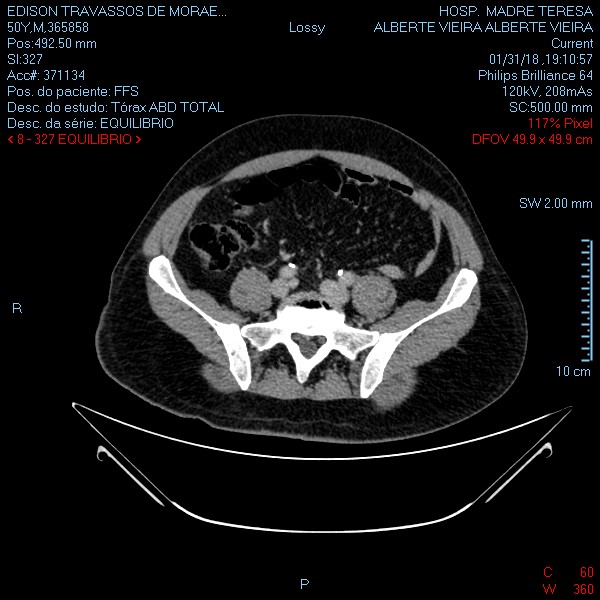 EDISON TRAVASSOS DE MORAE...
50Y,M,365858
Pos:492.50 mm
SI:327
Acc#: 371134
Pos. do paciente: FFS
Desc. do estudo: Tórax ABD TOTAL
Desc. da série: EQUILIBRIO
< 8 - 327 EQUILIBRIO >
Lossy
HOSP. MADRE TERESA
ALBERTE VIEIRA ALBERTE VIEIRA
Current
01/31/18 ,19:10:57
Philips Brilliance 64
120kV, 208mAs
SC:500.00 mm
117% Pixel
DFOV 49.9 x 49.9 cm
SW 2.00 mm
R
10 cm
P
C 60
W 360